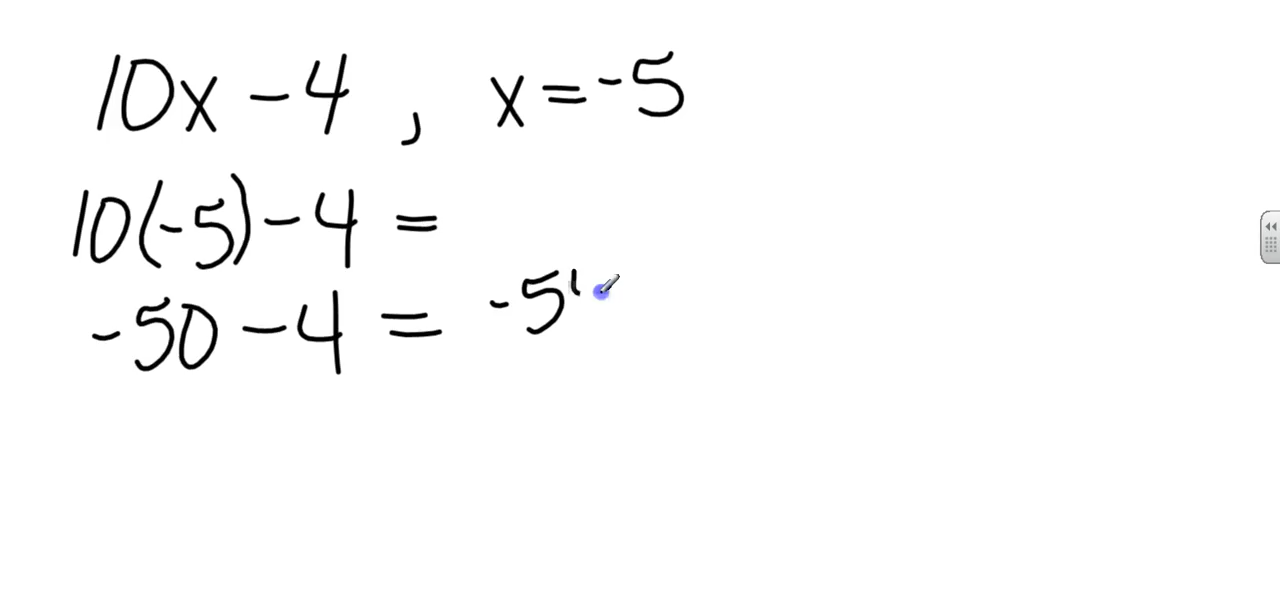 10x - 4 , x = -5
10(-5) - 4 =
-50 - 4 = -5